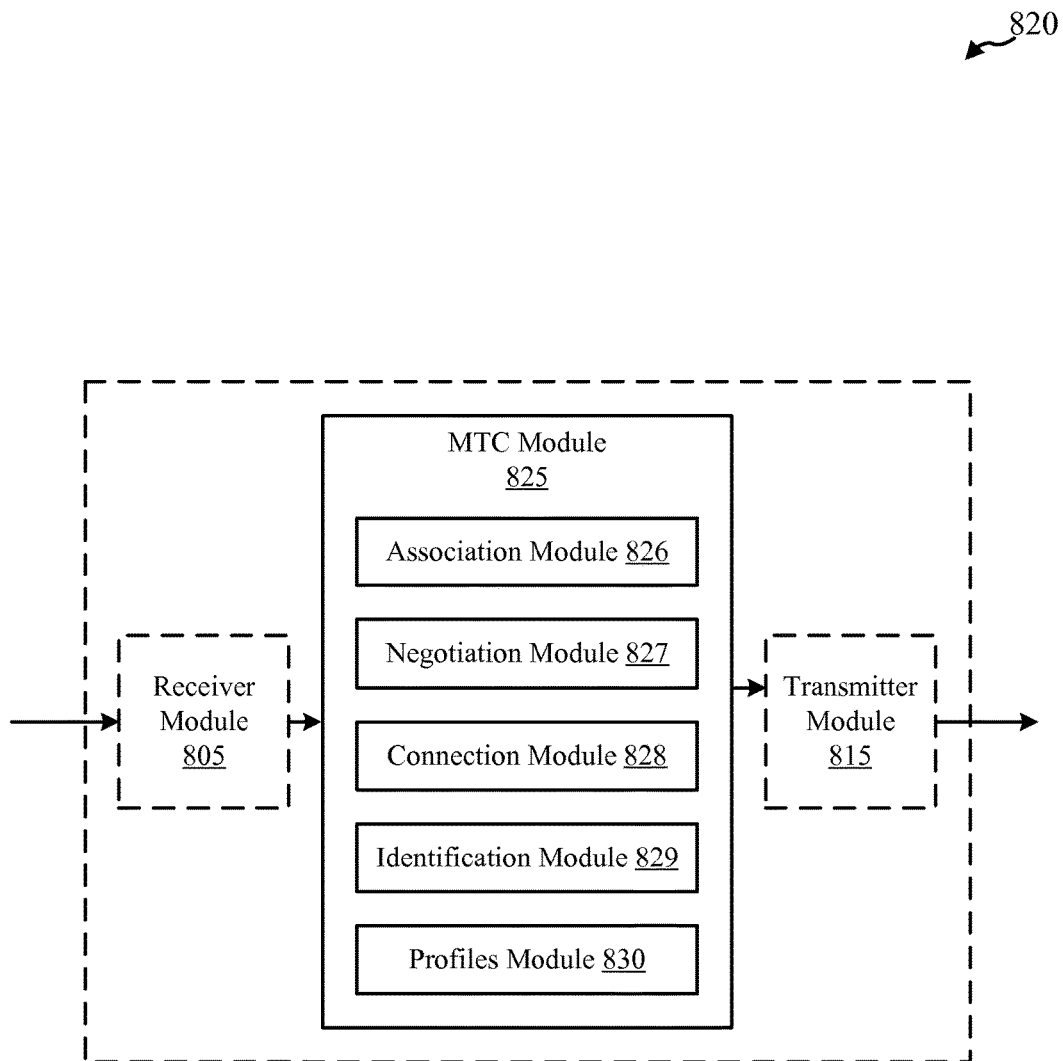 820
MTC Module
825
Association Module 826
Negotiation Module 827
Connection Module 828
Identification Module 829
Profiles Module 830
Receiver
Module
805
Transmitter
Module
815